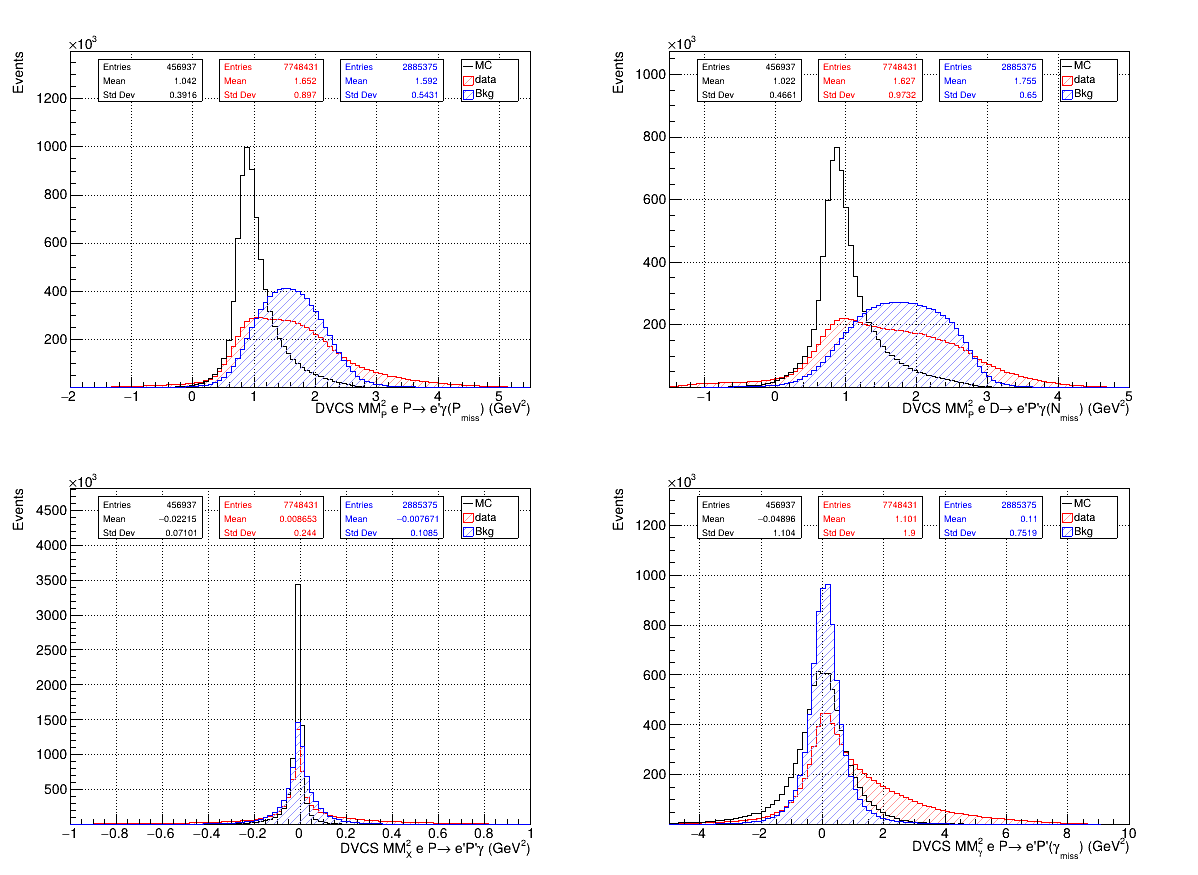 ×10³
Events
Entries 456937
Mean 1.042
Std Dev 0.3916
Entries 7748431
Mean 1.652
Std Dev 0.897
Entries 2885375
Mean 1.592
Std Dev 0.5431
MC
data
Bkg
1200
1000
800
600
400
200
−2 −1 0 1 2 3 4 5
DVCS MM²_P e P→ e'γ(P_miss) (GeV²)
×10³
Events
Entries 456937
Mean 1.022
Std Dev 0.4661
Entries 7748431
Mean 1.627
Std Dev 0.9732
Entries 2885375
Mean 1.755
Std Dev 0.65
MC
data
Bkg
1000
800
600
400
200
−1 0 1 2 3 4 5
DVCS MM²_P e D→ e'P'γ(N_miss) (GeV²)
×10³
Events
Entries 456937
Mean −0.02215
Std Dev 0.07101
Entries 7748431
Mean 0.008653
Std Dev 0.244
Entries 2885375
Mean −0.007671
Std Dev 0.1085
MC
data
Bkg
4500
4000
3500
3000
2500
2000
1500
1000
500
−1 −0.8 −0.6 −0.4 −0.2 0 0.2 0.4 0.6 0.8 1
DVCS MM²_X e P→ e'P'γ (GeV²)
×10³
Events
Entries 456937
Mean −0.04896
Std Dev 1.104
Entries 7748431
Mean 1.101
Std Dev 1.9
Entries 2885375
Mean 0.11
Std Dev 0.7519
MC
data
Bkg
1200
1000
800
600
400
200
−4 −2 0 2 4 6 8 10
DVCS MM²_γ e P→ e'P'(γ_miss) (GeV²)